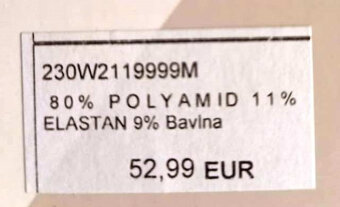 230W2119999M
80% POLYAMID 11%
ELASTAN 9% Bavlna
52,99 EUR